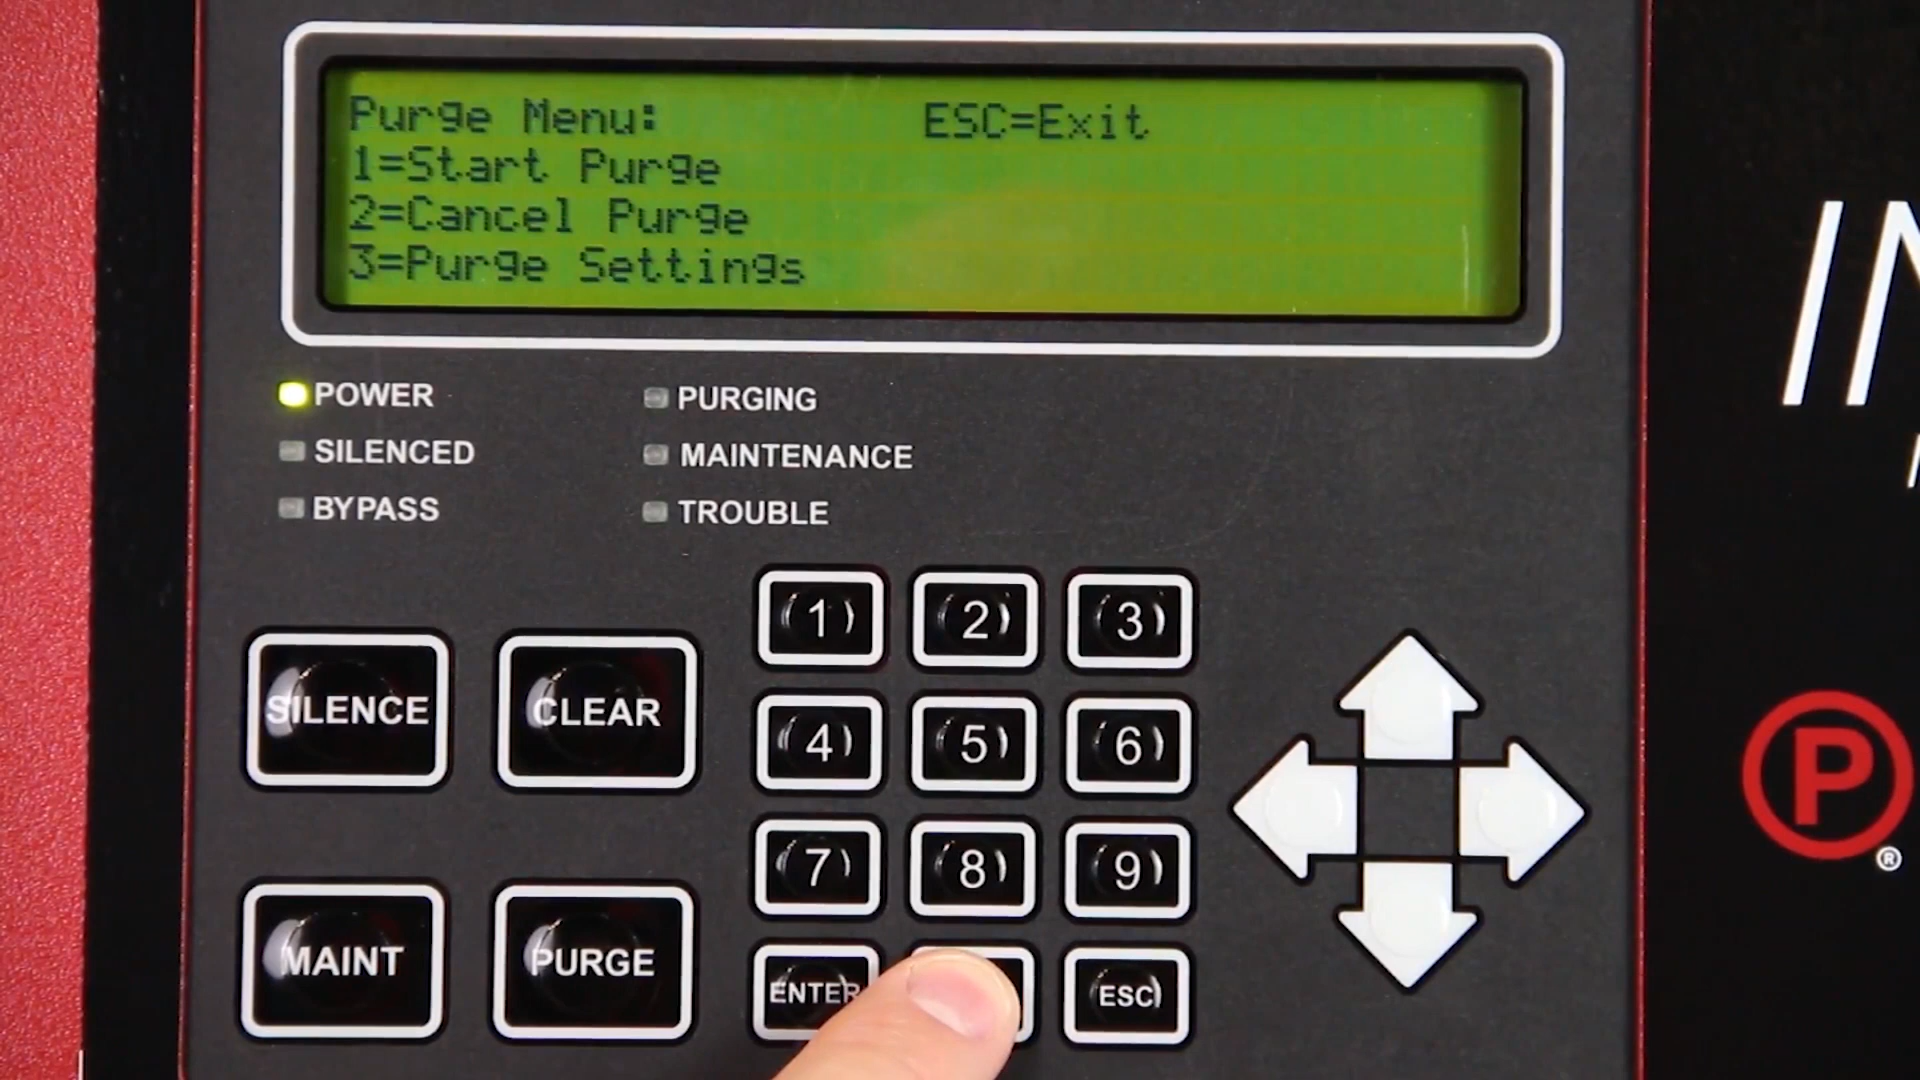 Purge Menu: ESC=Exit
1=Start Purge
2=Cancel Purge
3=Purge Settings
POWER PURGING
SILENCED MAINTENANCE
BYPASS TROUBLE
1 2 3
SILENCE CLEAR
4 5 6
7 8 9
MAINT PURGE
ENTER ESC
P
®